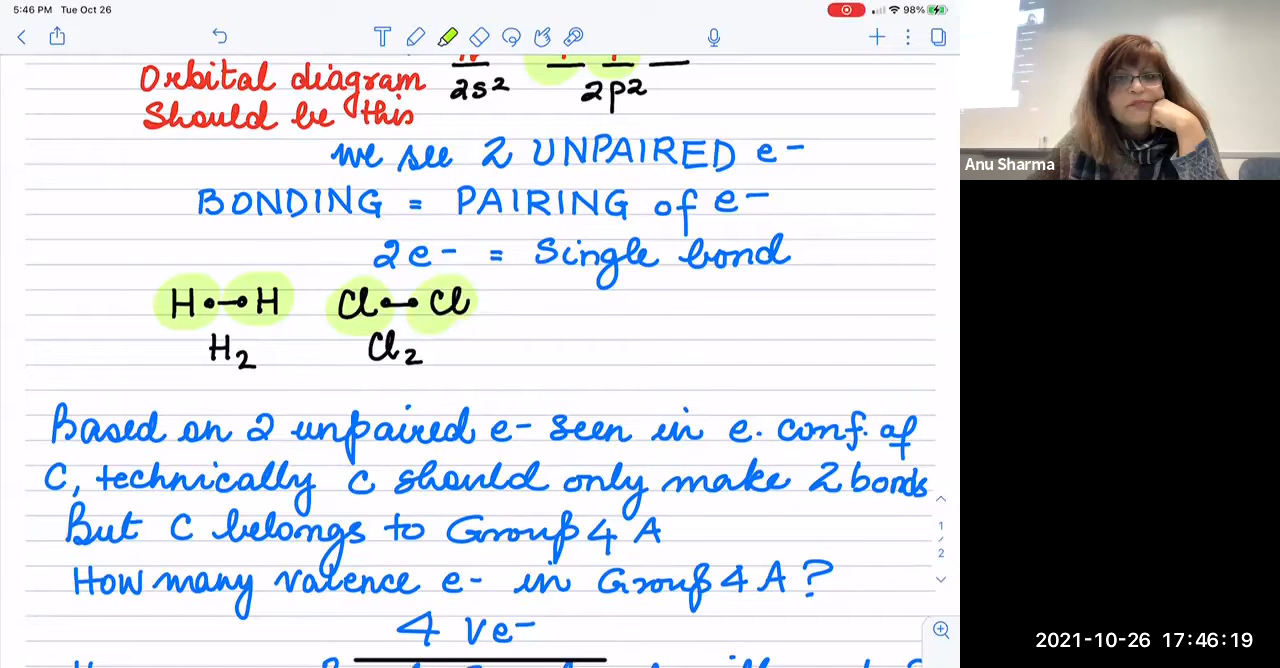 5:46 PM Tue Oct 26
98%
Orbital diagram
Should be this
2s2 2p2
we see 2 UNPAIRED e-
BONDING = PAIRING of e-
2e- = Single bond
H H Cl Cl
H2 Cl2
Based on 2 unpaired e- seen in e. conf. of
C, technically C should only make 2 bonds
But C belongs to Group 4 A
How many valence e- in Group 4 A?
4 ve-
1/2
Anu Sharma
2021-10-26 17:46:19